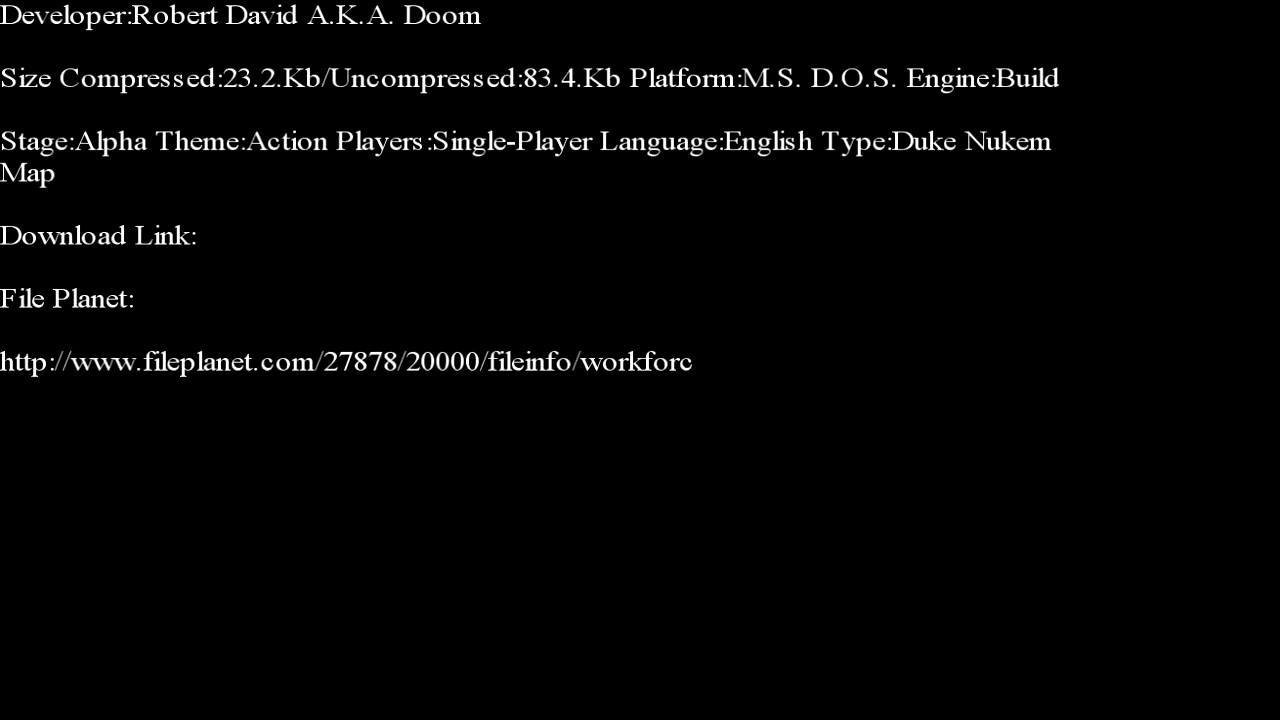 Developer:Robert David A.K.A. Doom
Size Compressed:23.2.Kb/Uncompressed:83.4.Kb Platform:M.S. D.O.S. Engine:Build
Stage:Alpha Theme:Action Players:Single-Player Language:English Type:Duke Nukem
Map
Download Link:
File Planet:
http://www.fileplanet.com/27878/20000/fileinfo/workforc